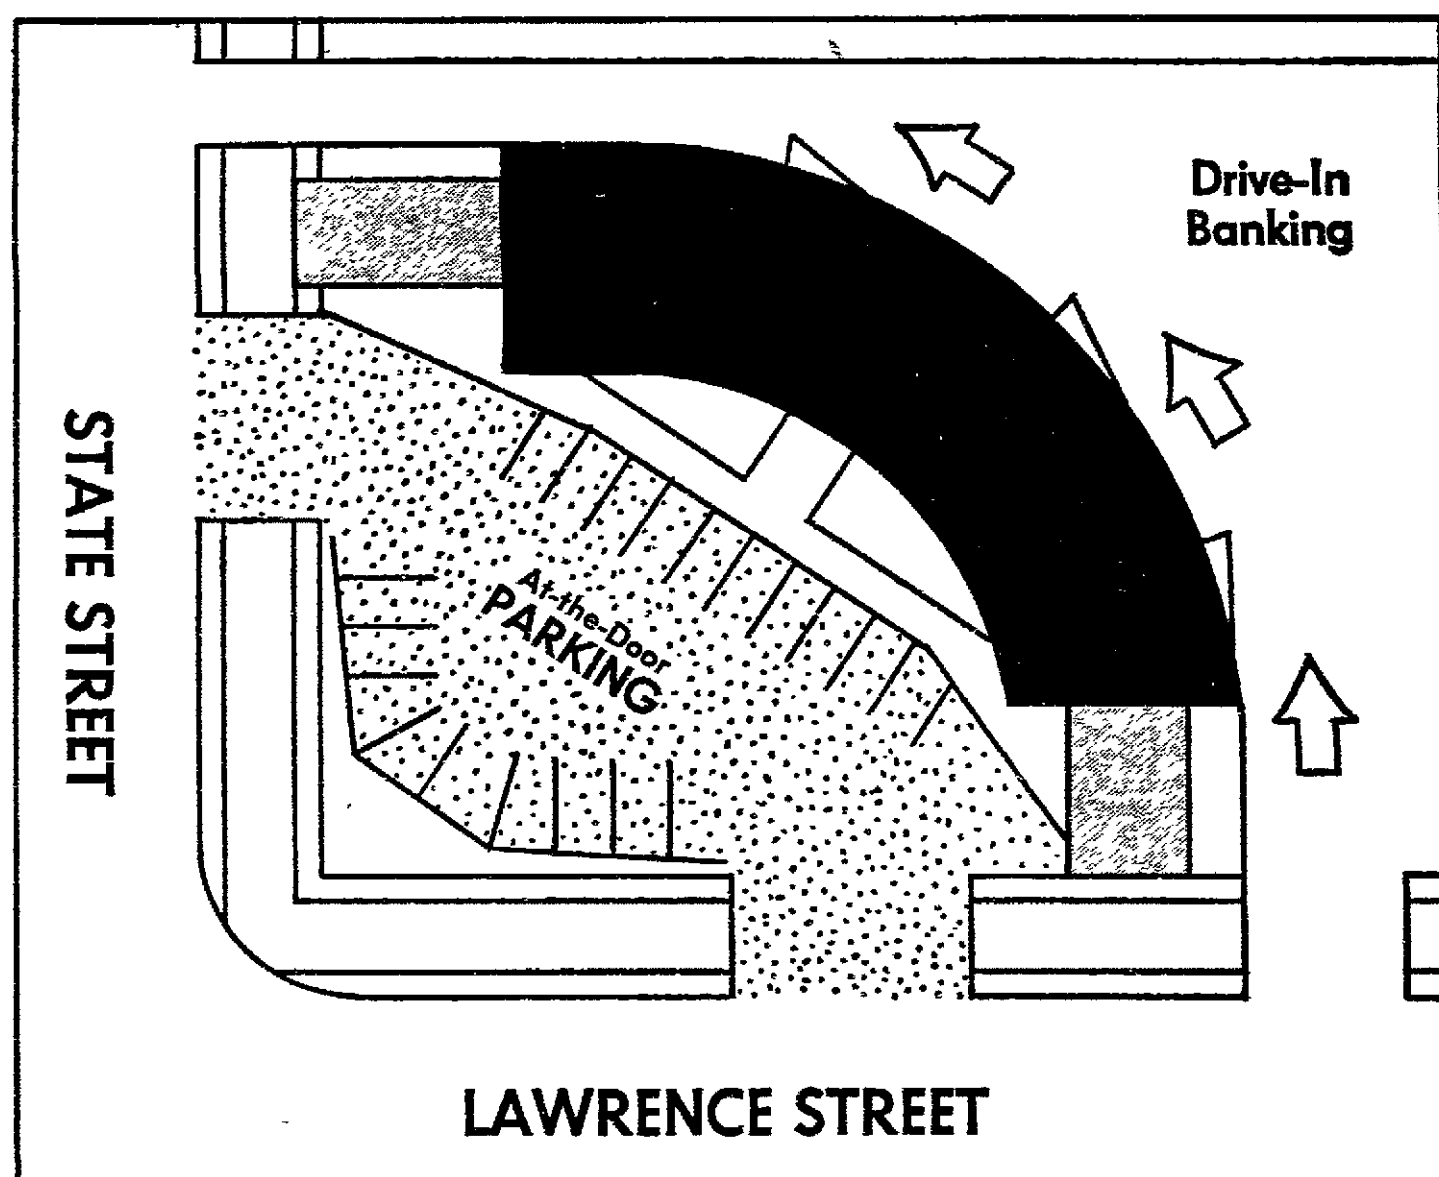 Drive-In
Banking
STATE STREET
At-the-Door
PARKING
LAWRENCE STREET